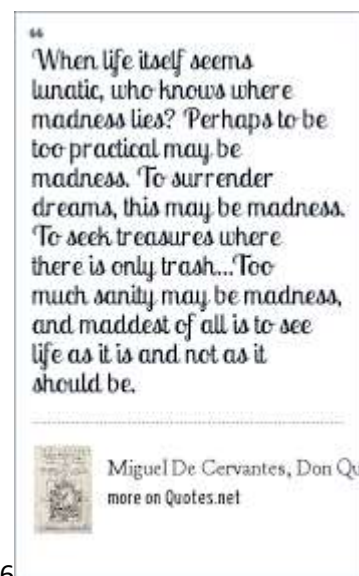 “
When life itself seems
lunatic, who knows where
madness lies? Perhaps to be
too practical may be
madness. To surrender
dreams, this may be madness.
To seek treasures where
there is only trash...Too
much sanity may be madness,
and maddest of all is to see
life as it is and not as it
should be.
Miguel De Cervantes, Don Qu
more on Quotes.net
6